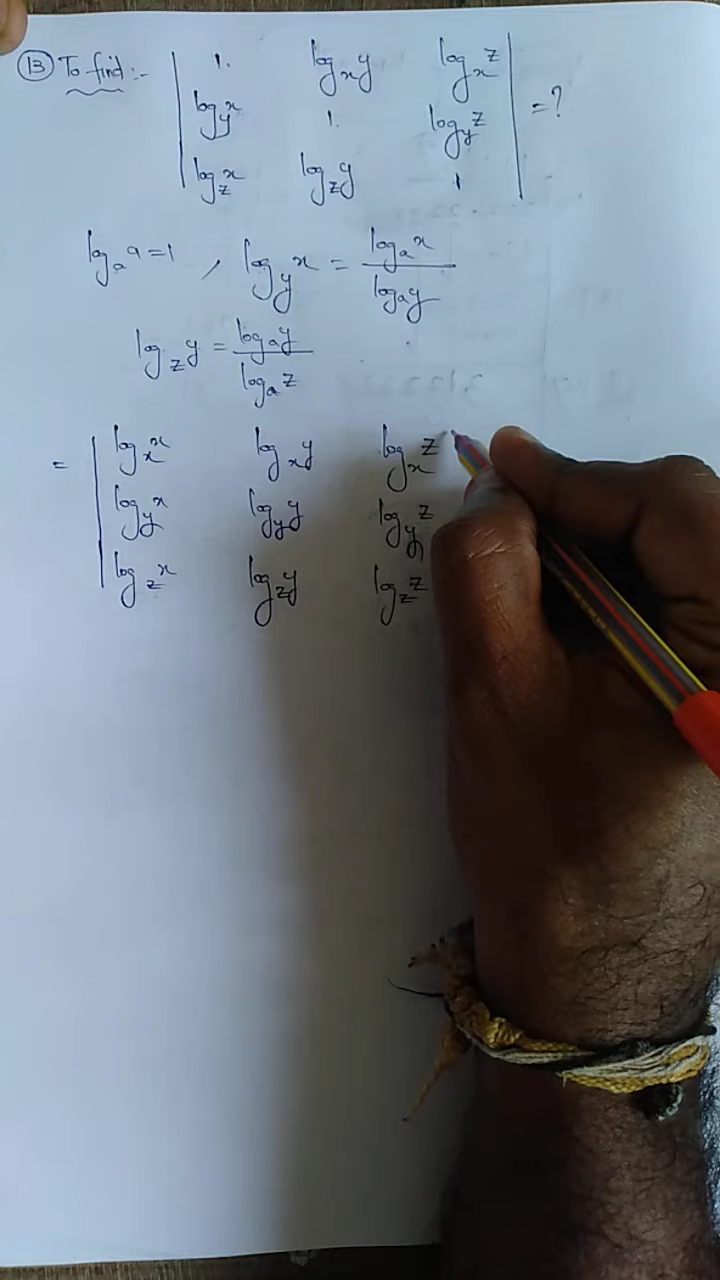 (13) To find :- | 1. log_x y log_x z |
| log_y x 1. log_y z | = ?
| log_z x log_z y 1 |
log_a a = 1 , log_y x = log_a x / log_a y
log_z y = log_a y / log_a z
= | log_x x log_x y log_x z
| log_y x log_y y log_y z
| log_z x log_z y log_z z